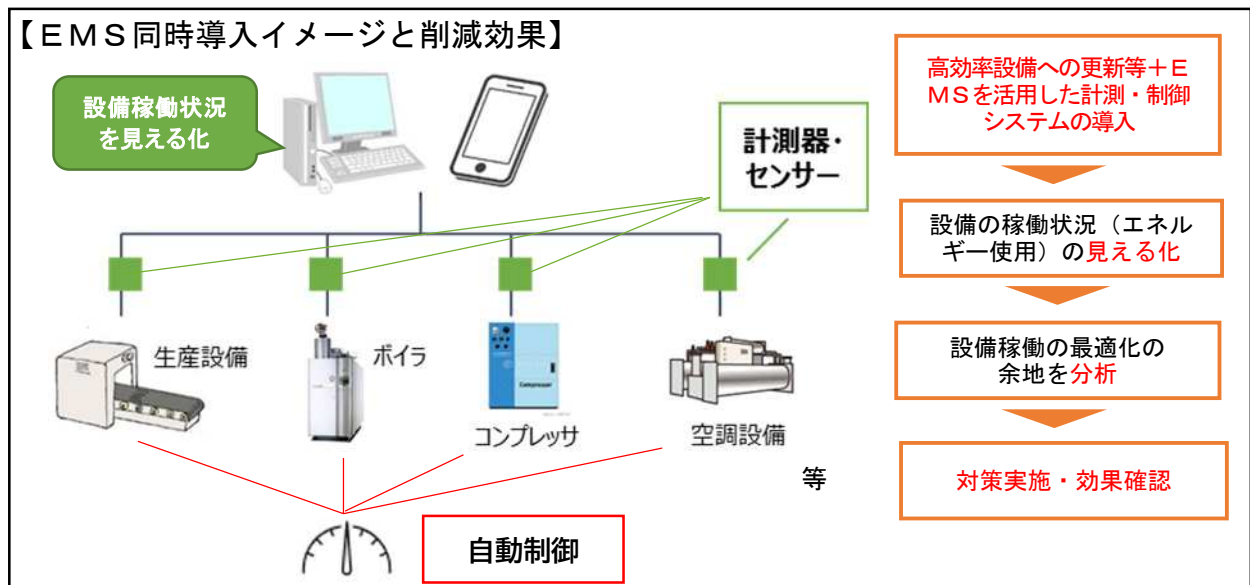 【ＥＭＳ同時導入イメージと削減効果】
設備稼働状況
を見える化
計測器・
センサー
生産設備
ボイラ
Compressor
コンプレッサ
空調設備
等
自動制御
高効率設備への更新等＋Ｅ
ＭＳを活用した計測・制御
システムの導入
設備の稼働状況（エネル
ギー使用）の見える化
設備稼働の最適化の
余地を分析
対策実施・効果確認